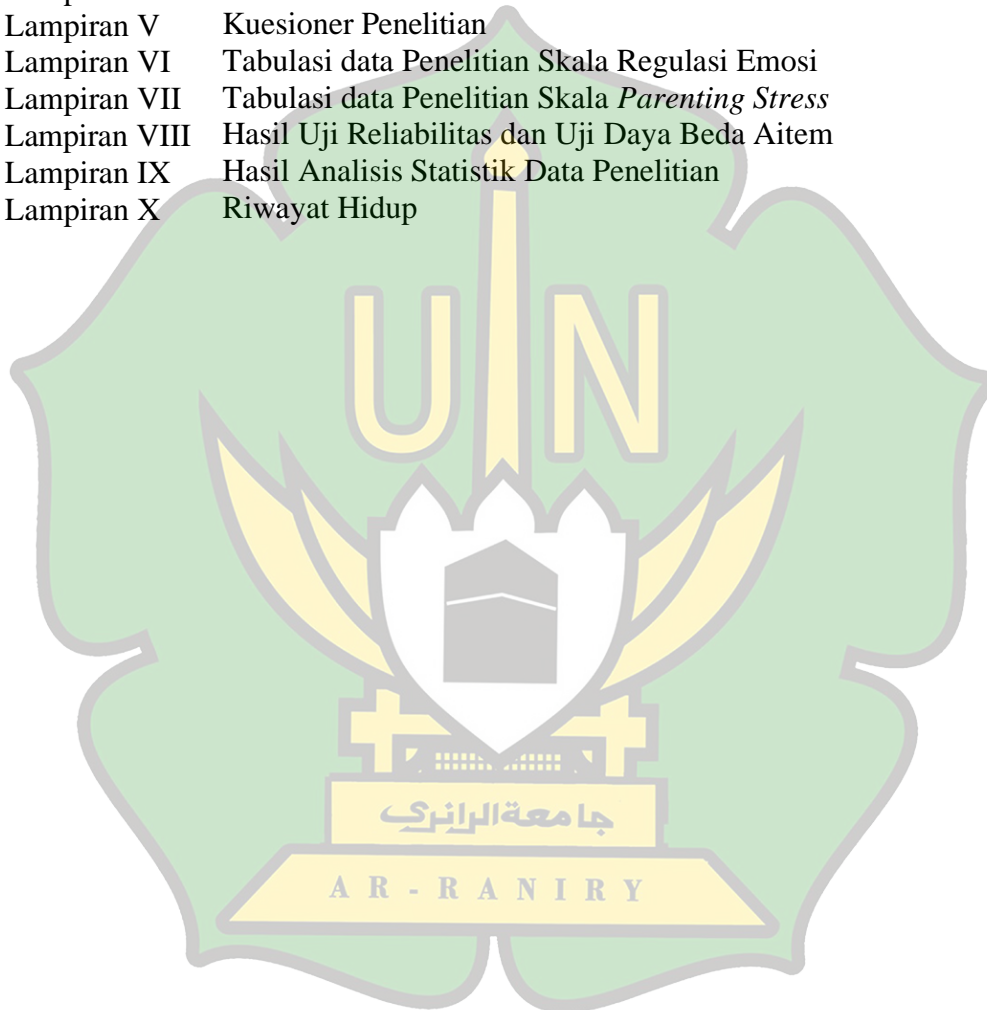 Lampiran V Kuesioner Penelitian
Lampiran VI Tabulasi data Penelitian Skala Regulasi Emosi
Lampiran VII Tabulasi data Penelitian Skala Parenting Stress
Lampiran VIII Hasil Uji Reliabilitas dan Uji Daya Beda Aitem
Lampiran IX Hasil Analisis Statistik Data Penelitian
Lampiran X Riwayat Hidup
UIN
جامعة الرانري
AR-RANIRY